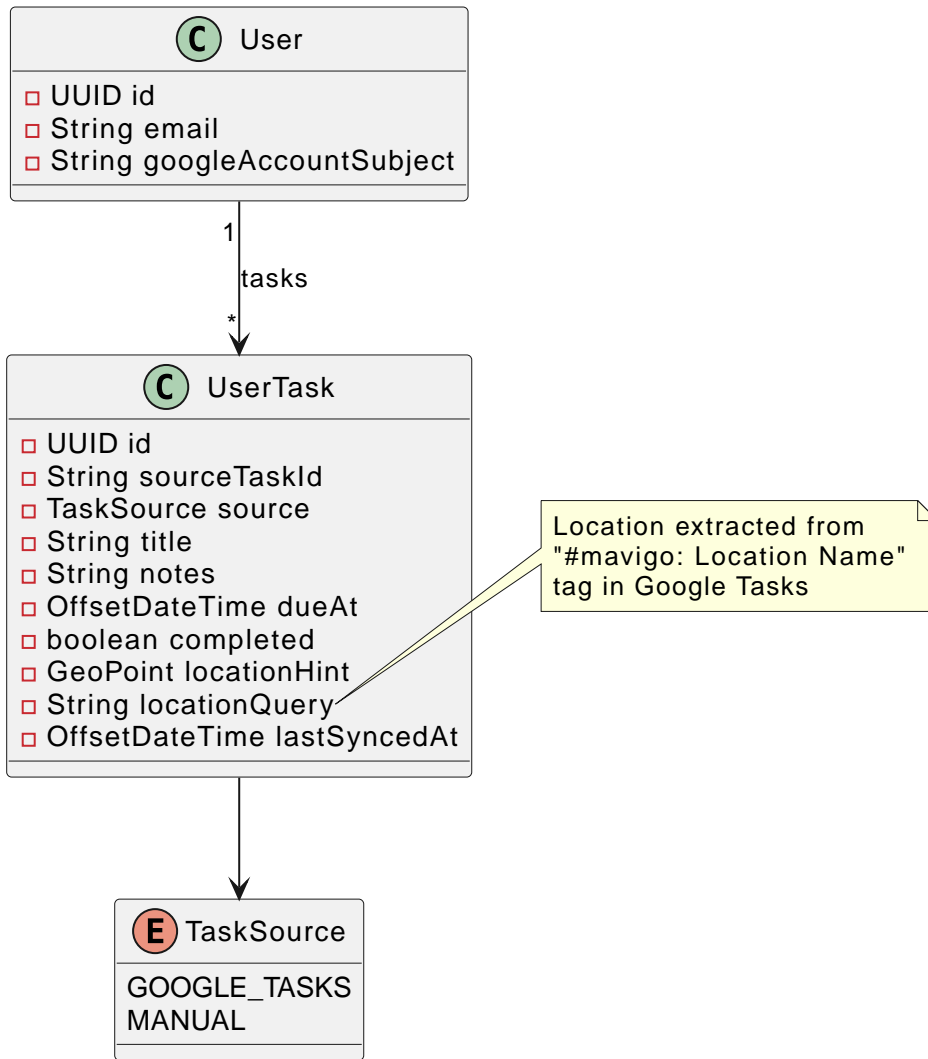 C User
UUID id
String email
String googleAccountSubject
1
tasks
*
C UserTask
UUID id
String sourceTaskId
TaskSource source
String title
String notes
OffsetDateTime dueAt
boolean completed
GeoPoint locationHint
String locationQuery
OffsetDateTime lastSyncedAt
Location extracted from
"#mavigo: Location Name"
tag in Google Tasks
E TaskSource
GOOGLE_TASKS
MANUAL